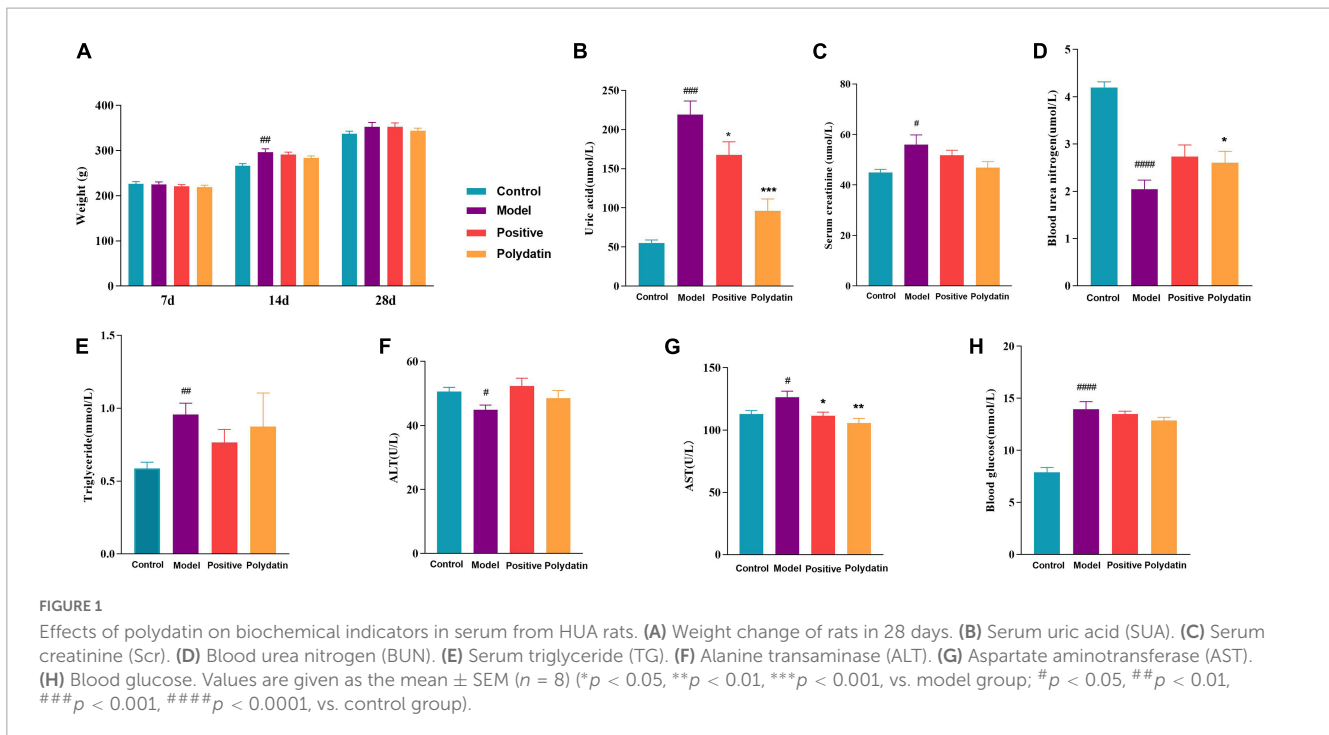 A
Weight (g)
400
300
200
100
0
##
7d
14d
28d
Control
Model
Positive
Polydatin
B
Uric acid(umol/L)
250
200
150
100
50
0
###
*
***
Control Model Positive Polydatin
C
Serum creatinine (umol/L)
80
60
40
20
0
#
Control Model Positive Polydatin
D
Blood urea nitrogen(umol/L)
5
4
3
2
1
0
####
*
Control Model Positive Polydatin
E
Triglyceride(mmol/L)
1.5
1.0
0.5
0.0
##
Control Model Positive Polydatin
F
ALT(U/L)
60
40
20
0
#
Control Model Positive Polydatin
G
AST(U/L)
150
100
50
0
#
*
**
Control Model Positive Polydatin
H
Blood glucose(mmol/L)
20
15
10
5
0
####
Control Model Positive Polydatin
FIGURE 1
Effects of polydatin on biochemical indicators in serum from HUA rats. (A) Weight change of rats in 28 days. (B) Serum uric acid (SUA). (C) Serum
creatinine (Scr). (D) Blood urea nitrogen (BUN). (E) Serum triglyceride (TG). (F) Alanine transaminase (ALT). (G) Aspartate aminotransferase (AST).
(H) Blood glucose. Values are given as the mean ± SEM (n = 8) (*p < 0.05, **p < 0.01, ***p < 0.001, vs. model group; #p < 0.05, ##p < 0.01,
###p < 0.001, ####p < 0.0001, vs. control group).